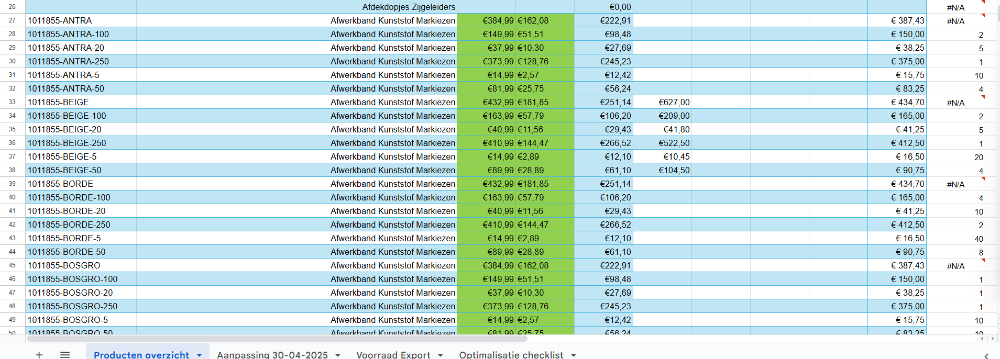 26 Afdekdopjes Zijgeleiders €0,00 #N/A
27 1011855-ANTRA Afwerkband Kunststof Markiezen €384,99 €162,08 €222,91 € 387,43 #N/A
28 1011855-ANTRA-100 Afwerkband Kunststof Markiezen €149,99 €51,51 €98,48 € 150,00 2
29 1011855-ANTRA-20 Afwerkband Kunststof Markiezen €37,99 €10,30 €27,69 € 38,25 5
30 1011855-ANTRA-250 Afwerkband Kunststof Markiezen €373,99 €128,76 €245,23 € 375,00 1
31 1011855-ANTRA-5 Afwerkband Kunststof Markiezen €14,99 €2,57 €12,42 € 15,75 10
32 1011855-ANTRA-50 Afwerkband Kunststof Markiezen €81,99 €25,75 €56,24 € 83,25 4
33 1011855-BEIGE Afwerkband Kunststof Markiezen €432,99 €181,85 €251,14 €627,00 € 434,70 #N/A
34 1011855-BEIGE-100 Afwerkband Kunststof Markiezen €163,99 €57,79 €106,20 €209,00 € 165,00 2
35 1011855-BEIGE-20 Afwerkband Kunststof Markiezen €40,99 €11,56 €29,43 €41,80 € 41,25 5
36 1011855-BEIGE-250 Afwerkband Kunststof Markiezen €410,99 €144,47 €266,52 €522,50 € 412,50 1
37 1011855-BEIGE-5 Afwerkband Kunststof Markiezen €14,99 €2,89 €12,10 €10,45 € 16,50 20
38 1011855-BEIGE-50 Afwerkband Kunststof Markiezen €89,99 €28,89 €61,10 €104,50 € 90,75 4
39 1011855-BORDE Afwerkband Kunststof Markiezen €432,99 €181,85 €251,14 € 434,70 #N/A
40 1011855-BORDE-100 Afwerkband Kunststof Markiezen €163,99 €57,79 €106,20 € 165,00 4
41 1011855-BORDE-20 Afwerkband Kunststof Markiezen €40,99 €11,56 €29,43 € 41,25 10
42 1011855-BORDE-250 Afwerkband Kunststof Markiezen €410,99 €144,47 €266,52 € 412,50 2
43 1011855-BORDE-5 Afwerkband Kunststof Markiezen €14,99 €2,89 €12,10 € 16,50 40
44 1011855-BORDE-50 Afwerkband Kunststof Markiezen €89,99 €28,89 €61,10 € 90,75 8
45 1011855-BOSGRO Afwerkband Kunststof Markiezen €384,99 €162,08 €222,91 € 387,43 #N/A
46 1011855-BOSGRO-100 Afwerkband Kunststof Markiezen €149,99 €51,51 €98,48 € 150,00 1
47 1011855-BOSGRO-20 Afwerkband Kunststof Markiezen €37,99 €10,30 €27,69 € 38,25 1
48 1011855-BOSGRO-250 Afwerkband Kunststof Markiezen €373,99 €128,76 €245,23 € 375,00 1
49 1011855-BOSGRO-5 Afwerkband Kunststof Markiezen €14,99 €2,57 €12,42 € 15,75 10
50 1011855-BOSGRO-50 Afwerkband Kunststof Markiezen €81,99 €25,75 €56,24 € 83,25 10
Producten overzicht Aanpassing 30-04-2025 Voorraad Export Optimalisatie checklist